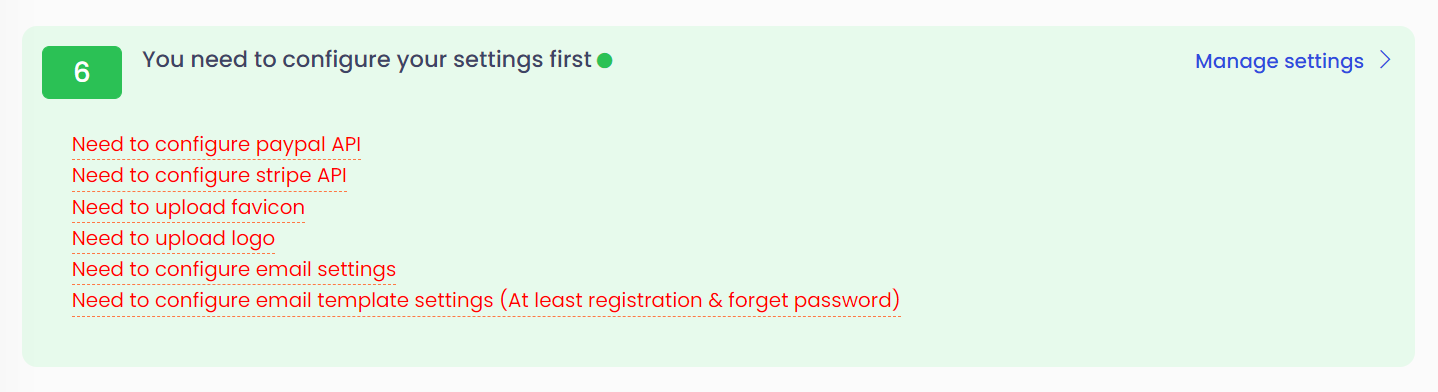 6
You need to configure your settings first
Manage settings
Need to configure paypal API
Need to configure stripe API
Need to upload favicon
Need to upload logo
Need to configure email settings
Need to configure email template settings (At least registration & forget password)